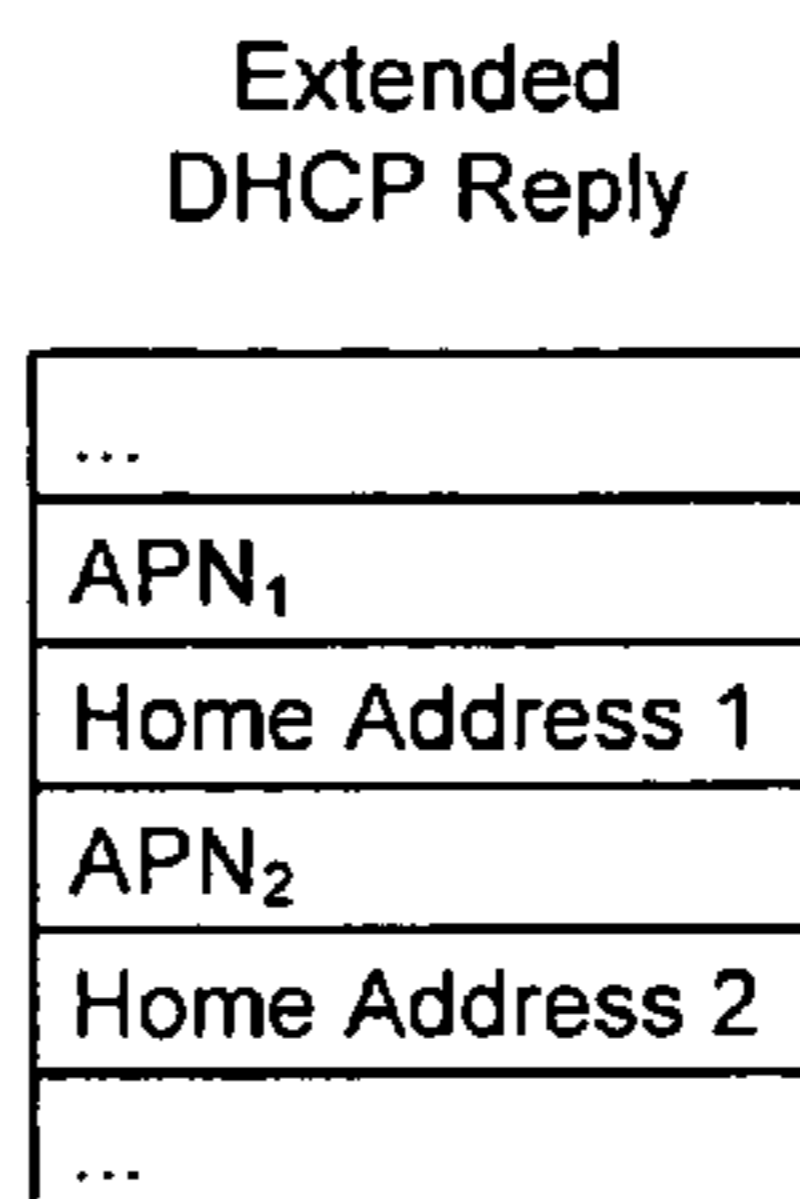 Extended
DHCP Reply
...
APN₁
Home Address 1
APN₂
Home Address 2
...